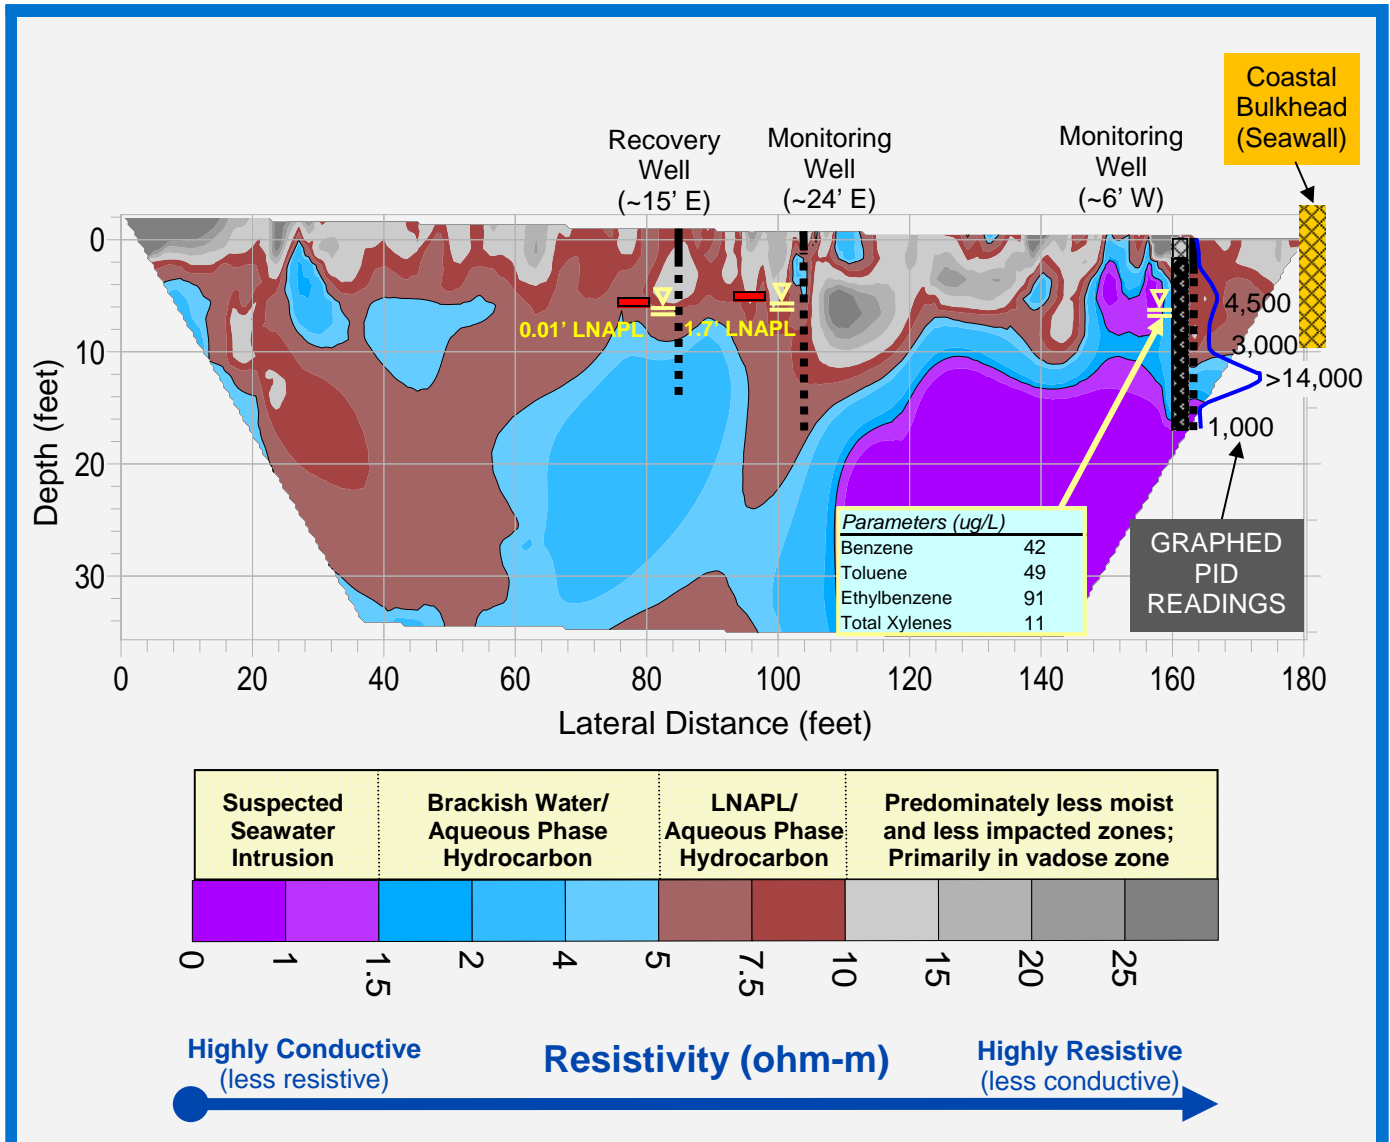 Coastal
Bulkhead
(Seawall)
Recovery
Well
(~15’ E)
Monitoring
Well
(~24’ E)
Monitoring
Well
(~6’ W)
0
10
20
30
Depth (feet)
0.01’ LNAPL
1.7’ LNAPL
4,500
3,000
>14,000
1,000
Parameters (ug/L)
Benzene 42
Toluene 49
Ethylbenzene 91
Total Xylenes 11
GRAPHED
PID
READINGS
0 20 40 60 80 100 120 140 160 180
Lateral Distance (feet)
Suspected
Seawater
Intrusion
Brackish Water/
Aqueous Phase
Hydrocarbon
LNAPL/
Aqueous Phase
Hydrocarbon
Predominately less moist
and less impacted zones;
Primarily in vadose zone
0 1 1.5 2 4 5 7.5 10 15 20 25
Highly Conductive
(less resistive)
Resistivity (ohm-m)
Highly Resistive
(less conductive)